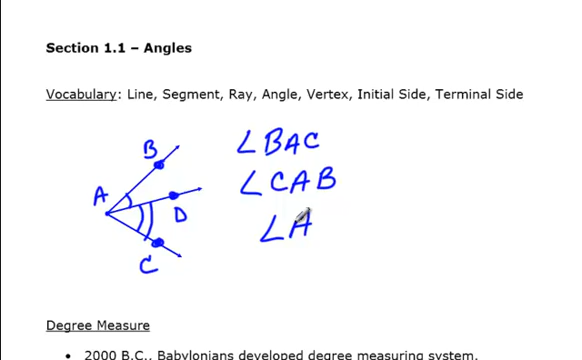 Section 1.1 – Angles
Vocabulary: Line, Segment, Ray, Angle, Vertex, Initial Side, Terminal Side
B
A
D
C
∠BAC
∠CAB
∠A
Degree Measure
• 2000 B.C., Babylonians developed degree measuring system.